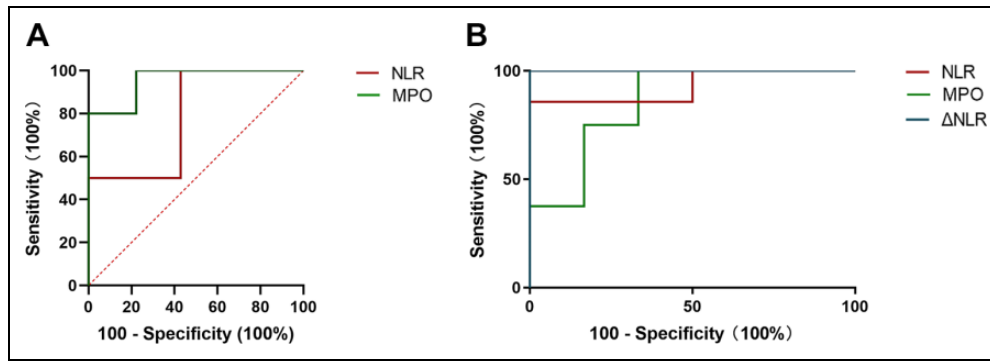 A
100
80
60
40
20
0
Sensitivity（100%）
0 20 40 60 80 100
100 - Specificity (100%)
NLR
MPO
B
100
50
0
Sensitivity（100%）
0 50 100
100 - Specificity（100%）
NLR
MPO
ΔNLR